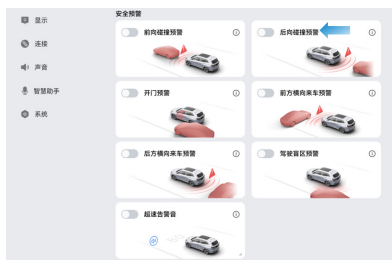 显示
连接
声音
智慧助手
系统
安全预警
前向碰撞预警
后向碰撞预警
开门预警
前方横向来车预警
后方横向来车预警
驾驶盲区预警
超速告警音